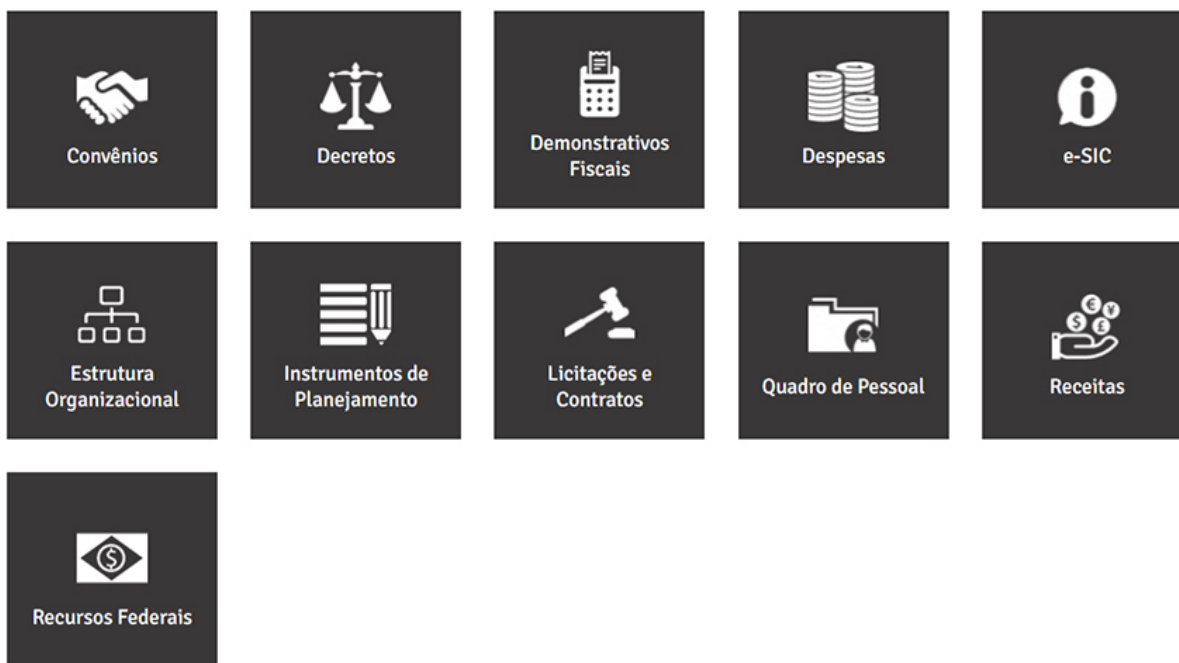 Convênios
Decretos
Demonstrativos
Fiscais
Despesas
e-SIC
Estrutura
Organizacional
Instrumentos de
Planejamento
Licitações e
Contratos
Quadro de Pessoal
Receitas
Recursos Federais